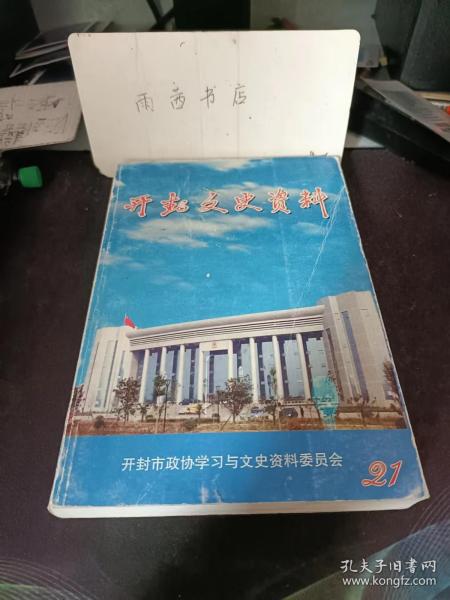 雨茜书店
开封文史资料
开封市政协学习与文史资料委员会
21
孔夫子旧书网
www.kongfz.com